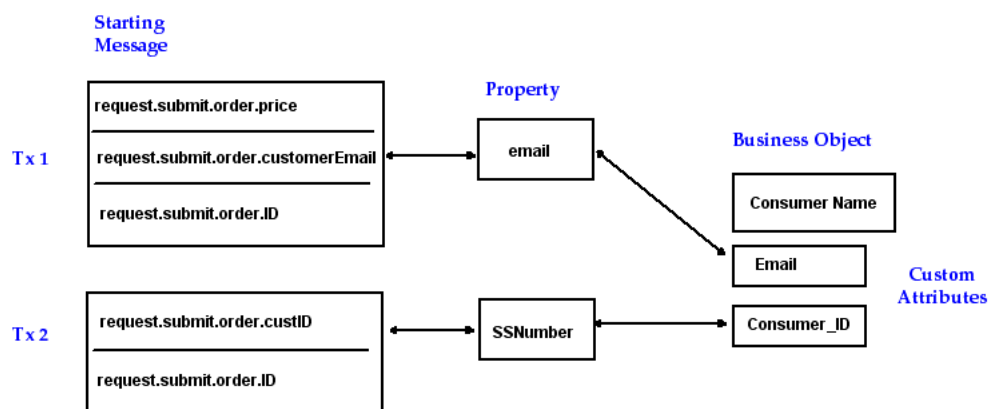 Starting
Message
request.submit.order.price
Property
Tx 1
request.submit.order.customerEmail
email
Business Object
request.submit.order.ID
Consumer Name
Email
Custom
Attributes
Tx 2
request.submit.order.custID
SSNumber
Consumer_ID
request.submit.order.ID